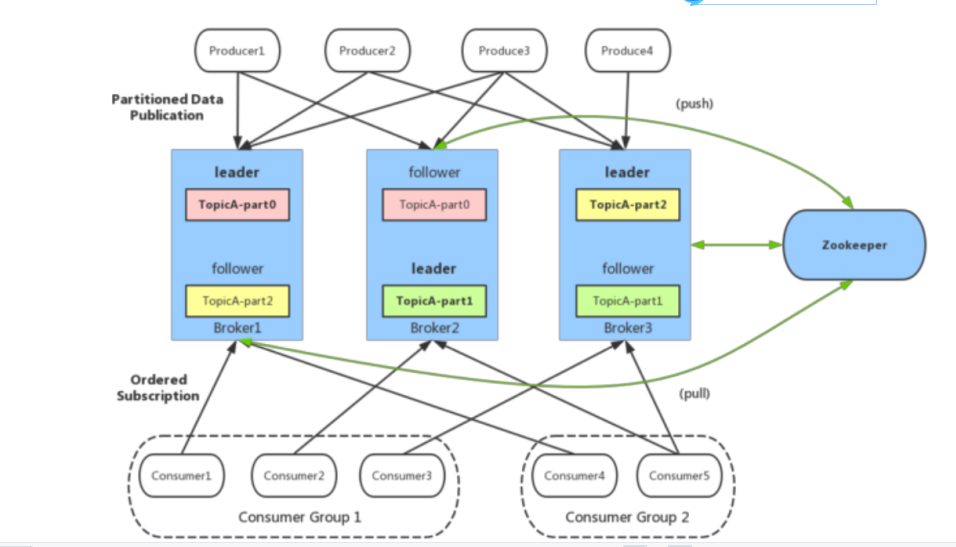 Producer1
Producer2
Produce3
Produce4
Partitioned Data
Publication
(push)
leader
follower
leader
TopicA-part0
TopicA-part0
TopicA-part2
Zookeeper
follower
leader
follower
TopicA-part2
TopicA-part1
TopicA-part1
Broker1
Broker2
Broker3
Ordered
Subscription
(pull)
Consumer1
Consumer2
Consumer3
Consumer4
Consumer5
Consumer Group 1
Consumer Group 2